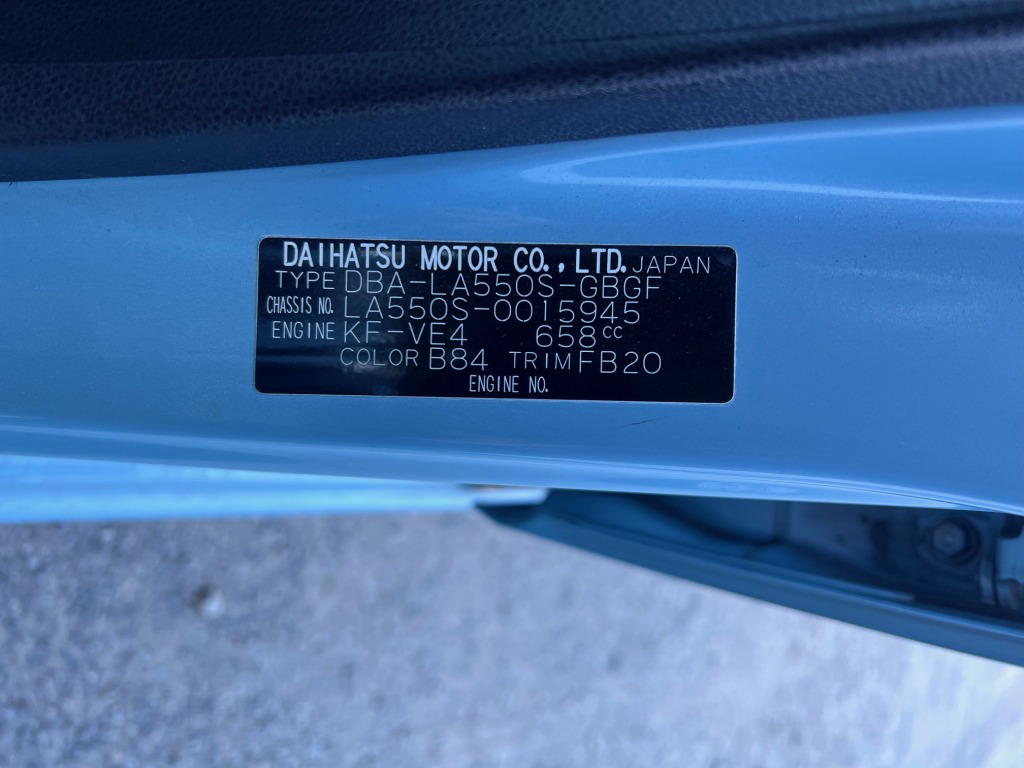 DAIHATSU MOTOR CO., LTD. JAPAN
TYPE DBA-LA550S-GBGF
CHASSIS NO. LA550S-0015945
ENGINE KF-VE4 658cc
COLOR B84 TRIM FB20
ENGINE NO.